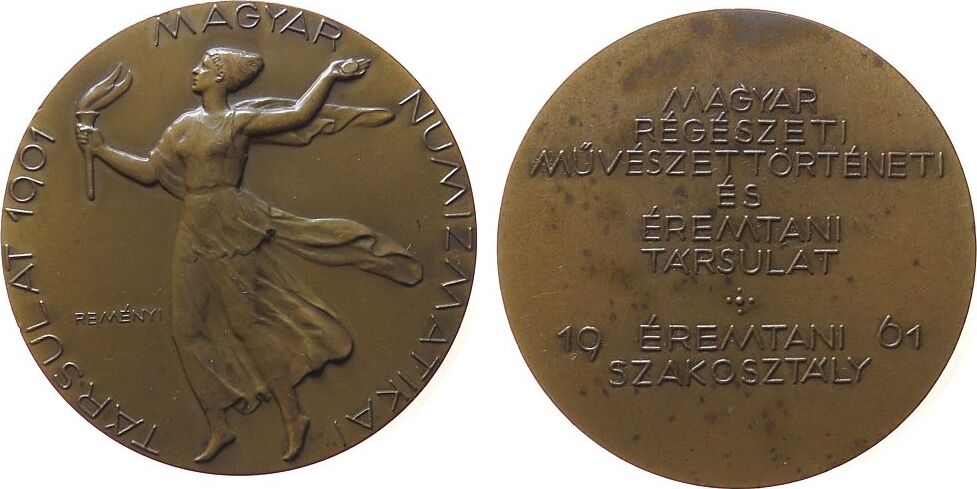 MAGYAR NUMIZMATIKAI TÁRSULAT 1901
REMÉNYI
MAGYAR
RÉGÉSZETI
MŰVÉSZETTÖRTÉNETI
ÉS
ÉREMTANI
TÁRSULAT
19 ÉREMTANI 61
SZAKOSZTÁLY